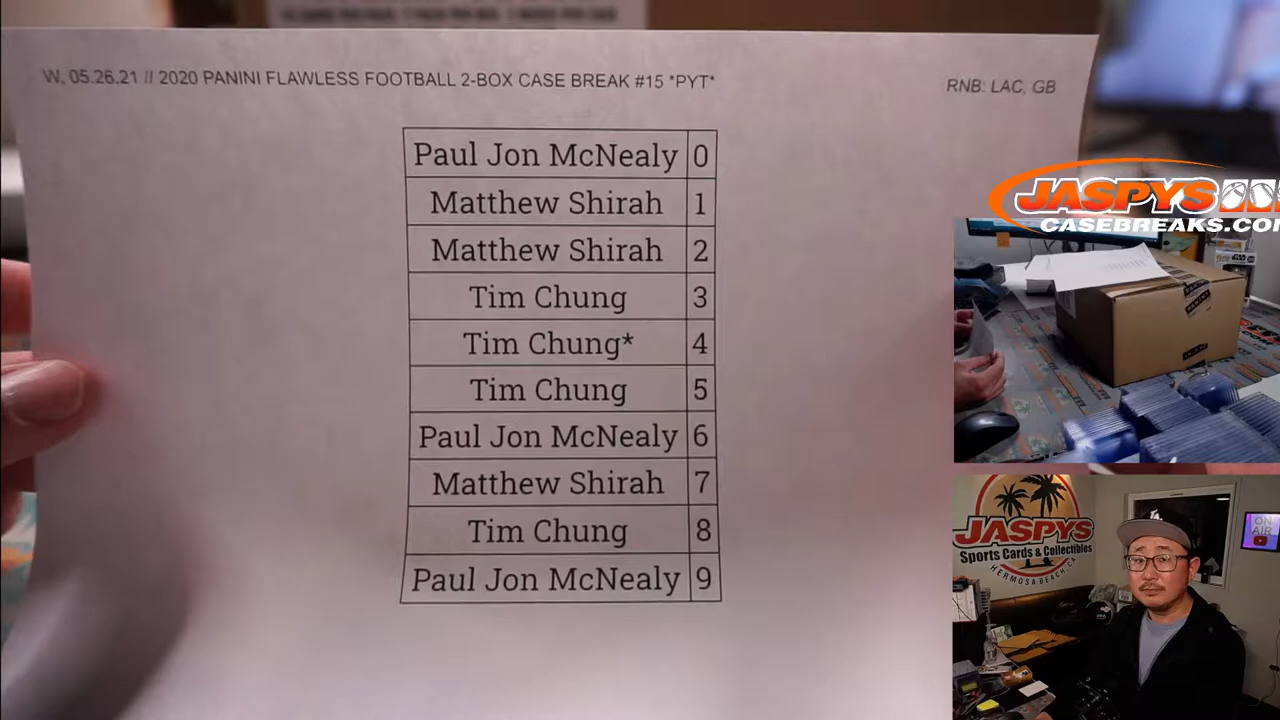 W, 05.26.21 // 2020 PANINI FLAWLESS FOOTBALL 2-BOX CASE BREAK #15 *PYT*
RNB: LAC, GB
Paul Jon McNealy 0
Matthew Shirah 1
Matthew Shirah 2
Tim Chung 3
Tim Chung* 4
Tim Chung 5
Paul Jon McNealy 6
Matthew Shirah 7
Tim Chung 8
Paul Jon McNealy 9
JASPYS
CASEBREAKS.CO
JASPYS
Sports Cards & Collectibles
HERMOSA BEACH, CA
ON
AIR